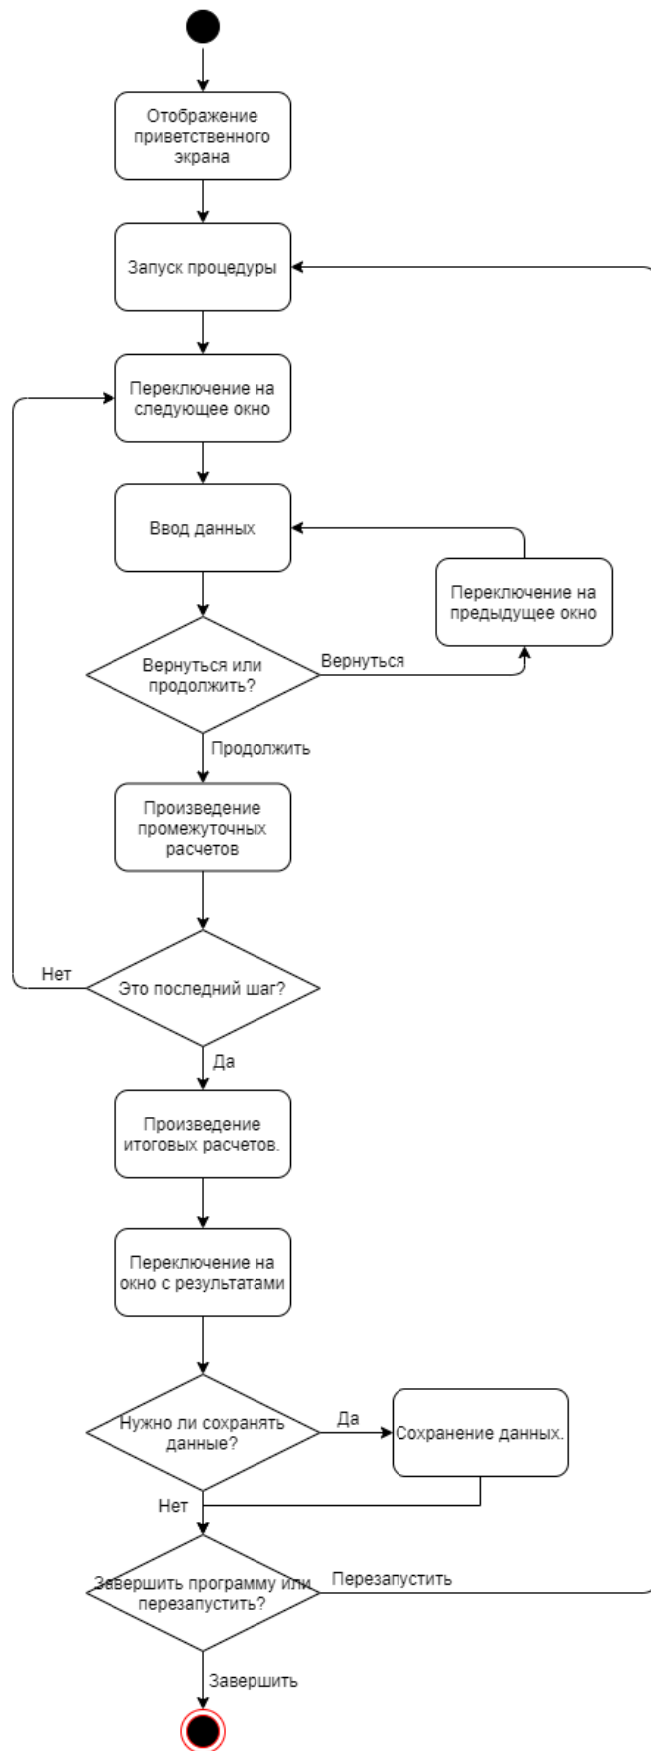 Отображение
приветственного
экрана
Запуск процедуры
Переключение на
следующее окно
Ввод данных
Переключение на
предыдущее окно
Вернуться или
продолжить?
Вернуться
Продолжить
Произведение
промежуточных
расчетов
Нет
Это последний шаг?
Да
Произведение
итоговых расчетов.
Переключение на
окно с результатами
Нужно ли сохранять
данные?
Да
Сохранение данных.
Нет
Завершить программу или
перезапустить?
Перезапустить
Завершить